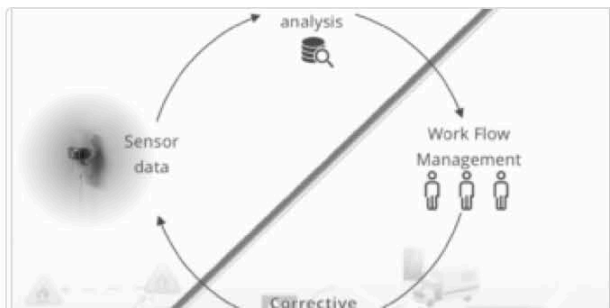 analysis
Sensor
data
Work Flow
Management
Corrective